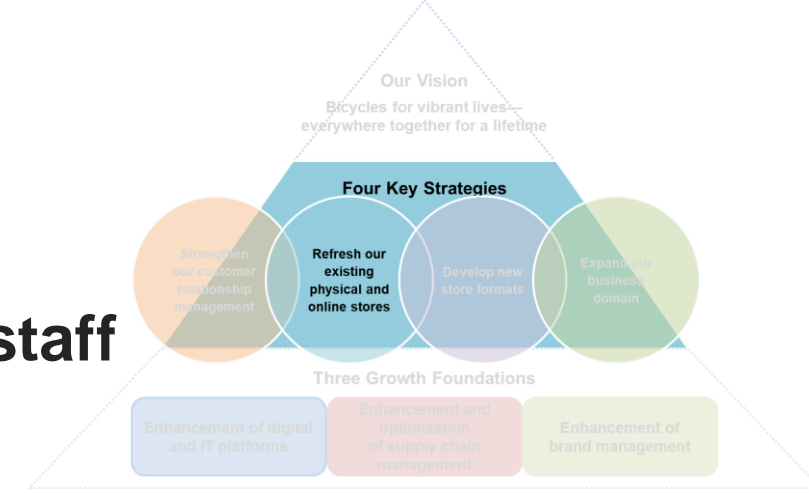 Our Vision
Bicycles for vibrant lives—
everywhere together for a lifetime
Four Key Strategies
Strengthen
our customer
relationship
management
Refresh our
existing
physical and
online stores
Develop new
store formats
Expand our
business
domain
staff
Three Growth Foundations
Enhancement of digital
and IT platforms
Enhancement and
optimization
of supply chain
management
Enhancement of
brand management